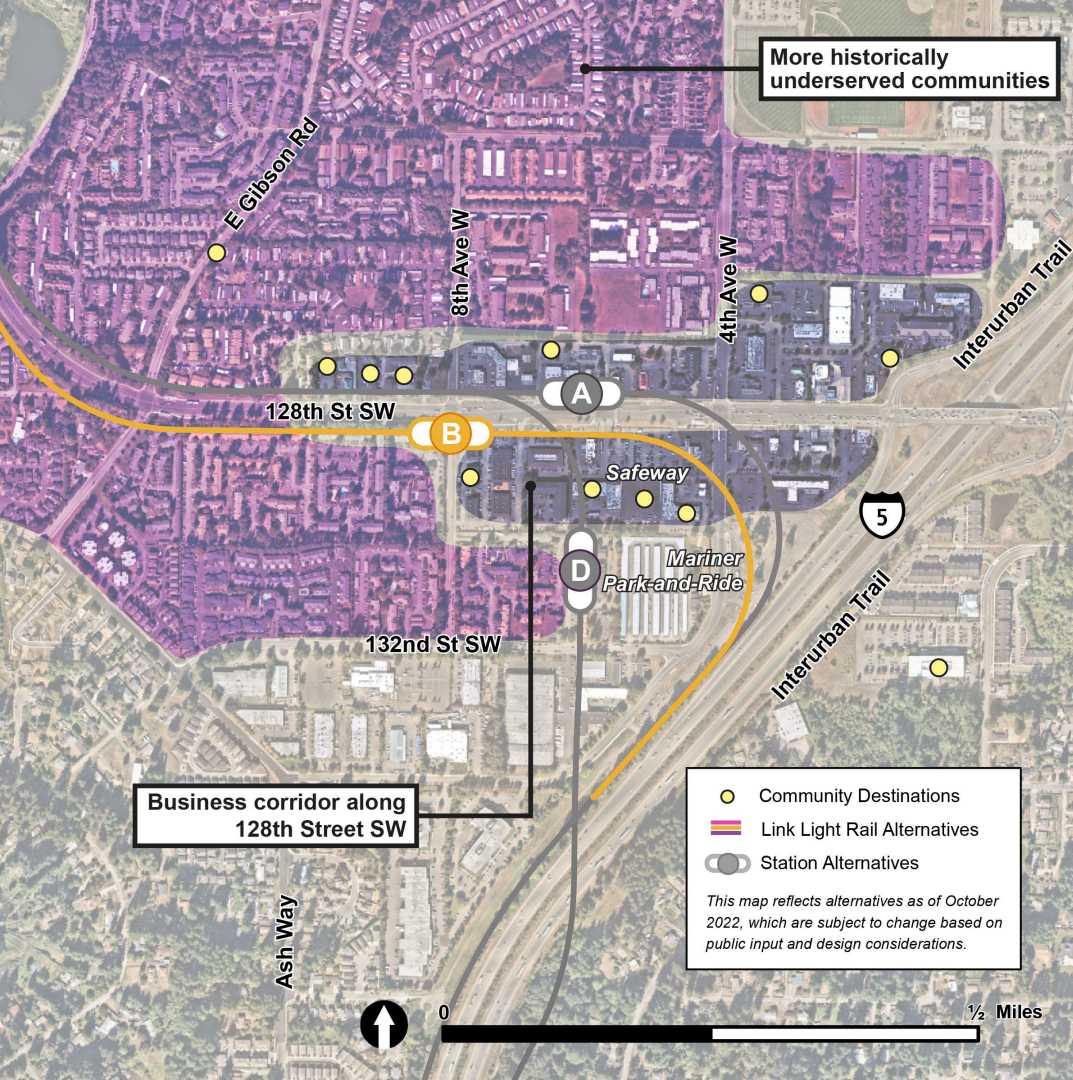 More historically
underserved communities
E Gibson Rd
8th Ave W
4th Ave W
Interurban Trail
A
128th St SW
B
Safeway
5
D
Mariner
Park-and-Ride
Interurban Trail
132nd St SW
Business corridor along
128th Street SW
Community Destinations
Link Light Rail Alternatives
Station Alternatives
This map reflects alternatives as of October
2022, which are subject to change based on
public input and design considerations.
Ash Way
0
½ Miles